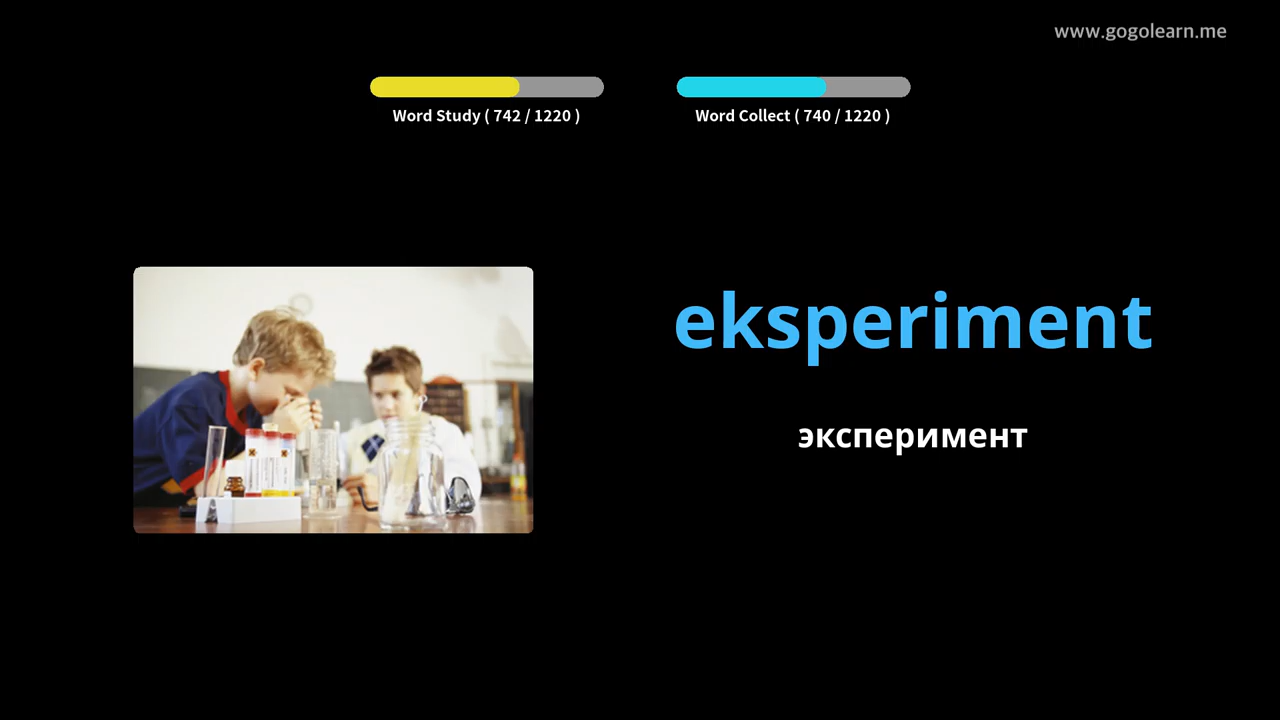 www.gogolearn.me
Word Study ( 742 / 1220 )
Word Collect ( 740 / 1220 )
eksperiment
эксперимент